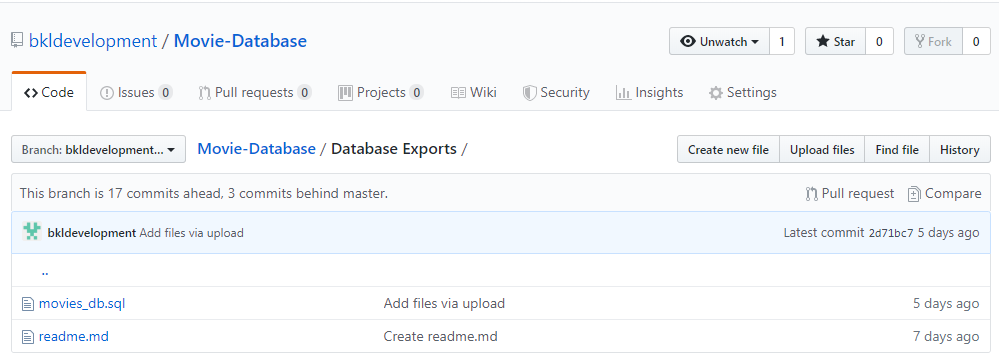 bkldevelopment / Movie-Database
Unwatch 1 Star 0 Fork 0
Code Issues 0 Pull requests 0 Projects 0 Wiki Security Insights Settings
Branch: bkldevelopment... Movie-Database / Database Exports / Create new file Upload files Find file History
This branch is 17 commits ahead, 3 commits behind master. Pull request Compare
bkldevelopment Add files via upload Latest commit 2d71bc7 5 days ago
..
movies_db.sql Add files via upload 5 days ago
readme.md Create readme.md 7 days ago